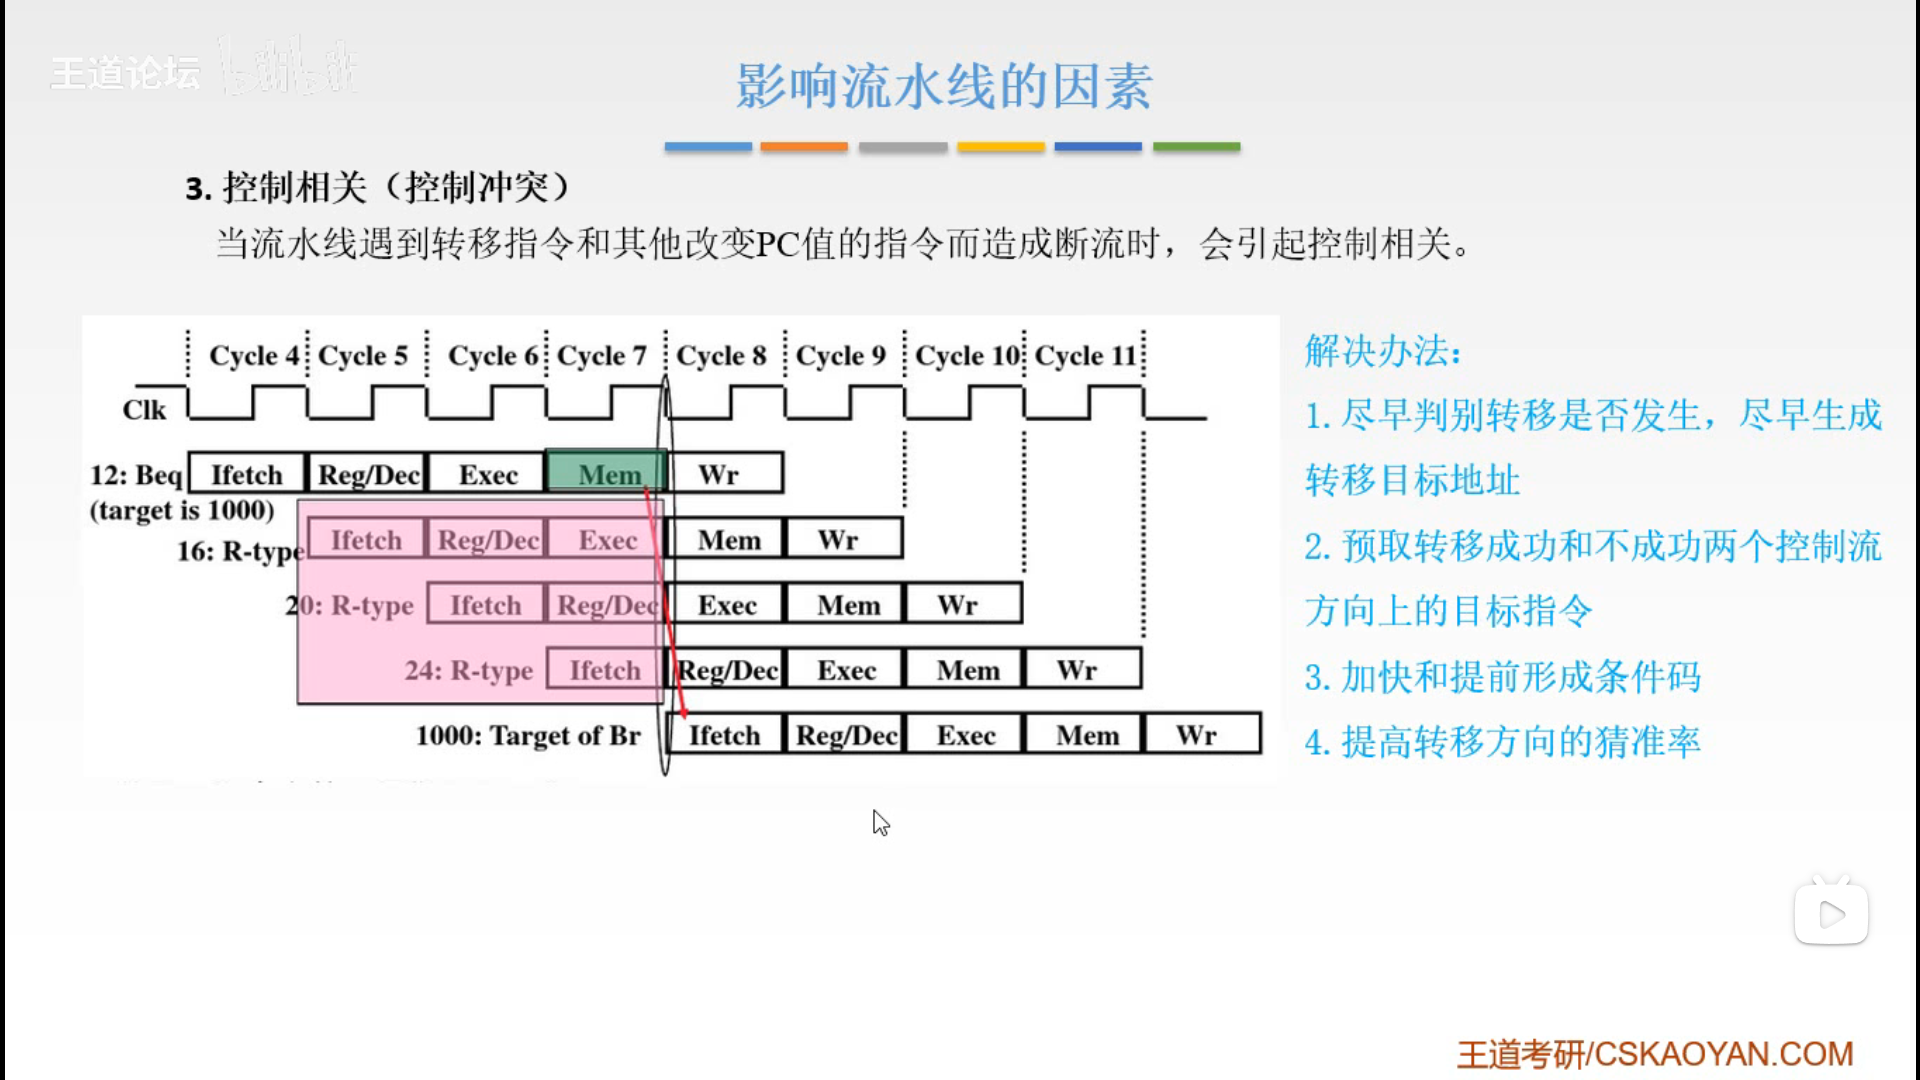 王道论坛 bilibili
影响流水线的因素
3. 控制相关（控制冲突）
当流水线遇到转移指令和其他改变PC值的指令而造成断流时，会引起控制相关。
Cycle 4 Cycle 5 Cycle 6 Cycle 7 Cycle 8 Cycle 9 Cycle 10 Cycle 11
Clk
12: Beq Ifetch Reg/Dec Exec Mem Wr
(target is 1000)
16: R-type Ifetch Reg/Dec Exec Mem Wr
20: R-type Ifetch Reg/Dec Exec Mem Wr
24: R-type Ifetch Reg/Dec Exec Mem Wr
1000: Target of Br Ifetch Reg/Dec Exec Mem Wr
解决办法：
1. 尽早判别转移是否发生，尽早生成
转移目标地址
2. 预取转移成功和不成功两个控制流
方向上的目标指令
3. 加快和提前形成条件码
4. 提高转移方向的猜准率
王道考研/CSKAOYAN.COM